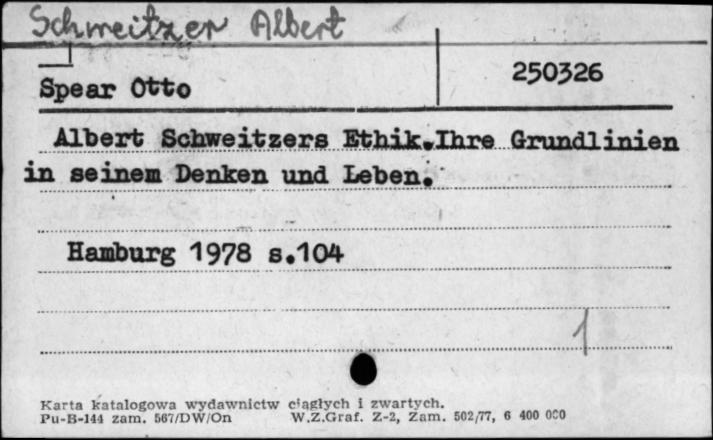 Schweitzer Albert
250326
Spear Otto
Albert Schweitzers Ethik.Ihre Grundlinien
in seinem Denken und Leben.
Hamburg 1978 s.104
1
Karta katalogowa wydawnictw ciągłych i zwartych.
Pu-B-144 zam. 567/DW/On W.Z.Graf. Z-2, Zam. 502/77, 6 400 000